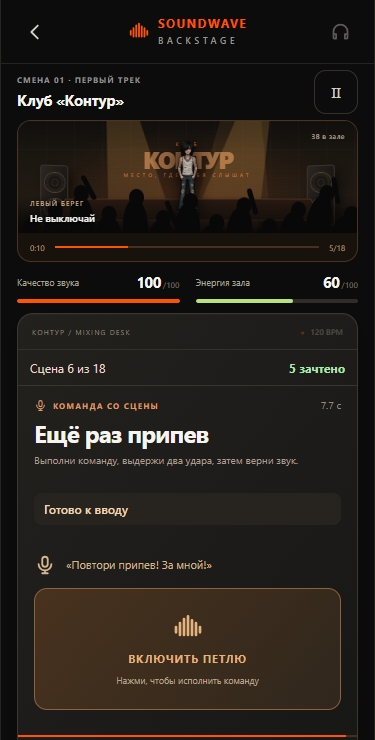 SOUNDWAVE
BACKSTAGE
СМЕНА 01 · ПЕРВЫЙ ТРЕК
Клуб «Контур»
38 в зале
КОНТУР
ЛЕВЫЙ БЕРЕГ
Не выключай
0:10
5/18
Качество звука 100/100
Энергия зала 60/100
КОНТУР / MIXING DESK
120 BPM
Сцена 6 из 18
5 зачтено
КОМАНДА СО СЦЕНЫ
7.7 с
Ещё раз припев
Выполни команду, выдержи два удара, затем верни звук.
Готово к вводу
«Повтори припев! За мной!»
ВКЛЮЧИТЬ ПЕТЛЮ
Нажми, чтобы исполнить команду